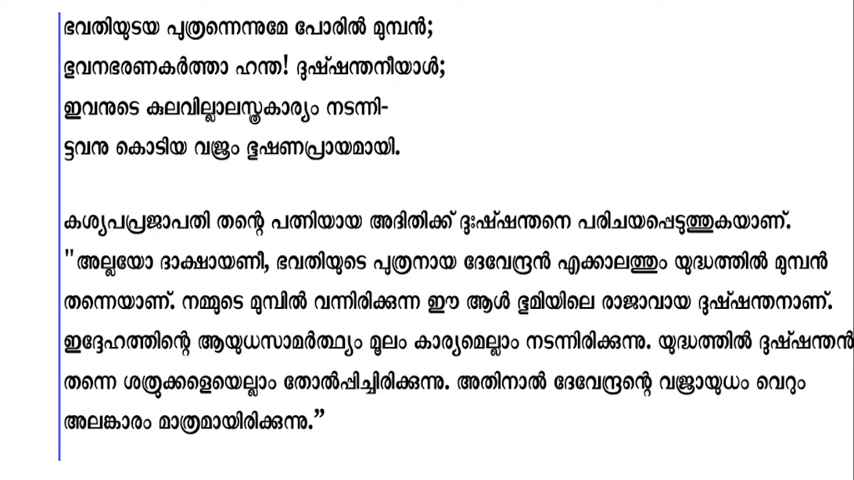 ഭവതിയുടയ പുത്രനെന്നുമേ പോരിൽ മുമ്പൻ;
ഭുവനഭരണകർത്താ ഹന്ത! ദുഷ്ഷന്തനീയാൾ;
ഇവനുടെ കുലവില്ലാലസ്ത്രകാര്യം നടന്നി-
ട്ടവനു കൊടിയ വജ്രം ഭൂഷണപ്രായമായി.
കശ്യപപ്രജാപതി തന്റെ പത്നിയായ അദിതിക്ക് ദുഃഷ്ഷന്തനെ പരിചയപ്പെടുത്തുകയാണ്.
"അല്ലയോ ദാക്ഷായണീ, ഭവതിയുടെ പുത്രനായ ദേവേന്ദ്രൻ എക്കാലത്തും യുദ്ധത്തിൽ മുമ്പൻ
തന്നെയാണ്. നമ്മുടെ മുമ്പിൽ വന്നിരിക്കുന്ന ഈ ആൾ ഭൂമിയിലെ രാജാവായ ദുഷ്ഷന്തനാണ്.
ഇദ്ദേഹത്തിന്റെ ആയുധസാമർത്ഥ്യം മൂലം കാര്യമെല്ലാം നടന്നിരിക്കുന്നു. യുദ്ധത്തിൽ ദുഷ്ഷന്തൻ
തന്നെ ശത്രുക്കളെയെല്ലാം തോൽപ്പിച്ചിരിക്കുന്നു. അതിനാൽ ദേവേന്ദ്രന്റെ വജ്രായുധം വെറും
അലങ്കാരം മാത്രമായിരിക്കുന്നു.”